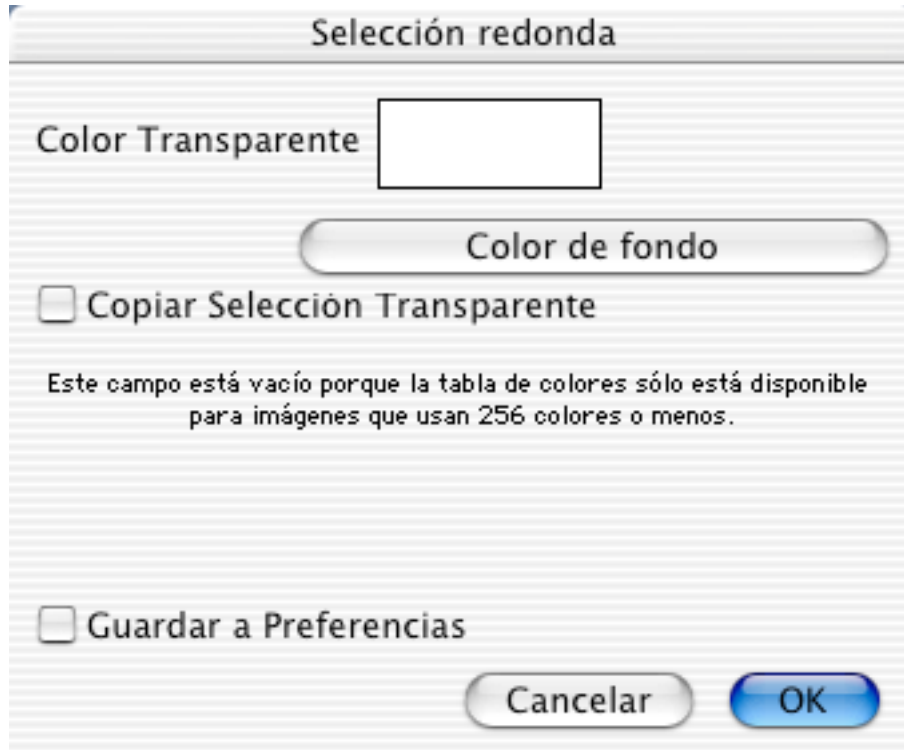 Selección redonda
Color Transparente
Color de fondo
Copiar Selección Transparente
Este campo está vacío porque la tabla de colores sólo está disponible
para imágenes que usan 256 colores o menos.
Guardar a Preferencias
Cancelar OK